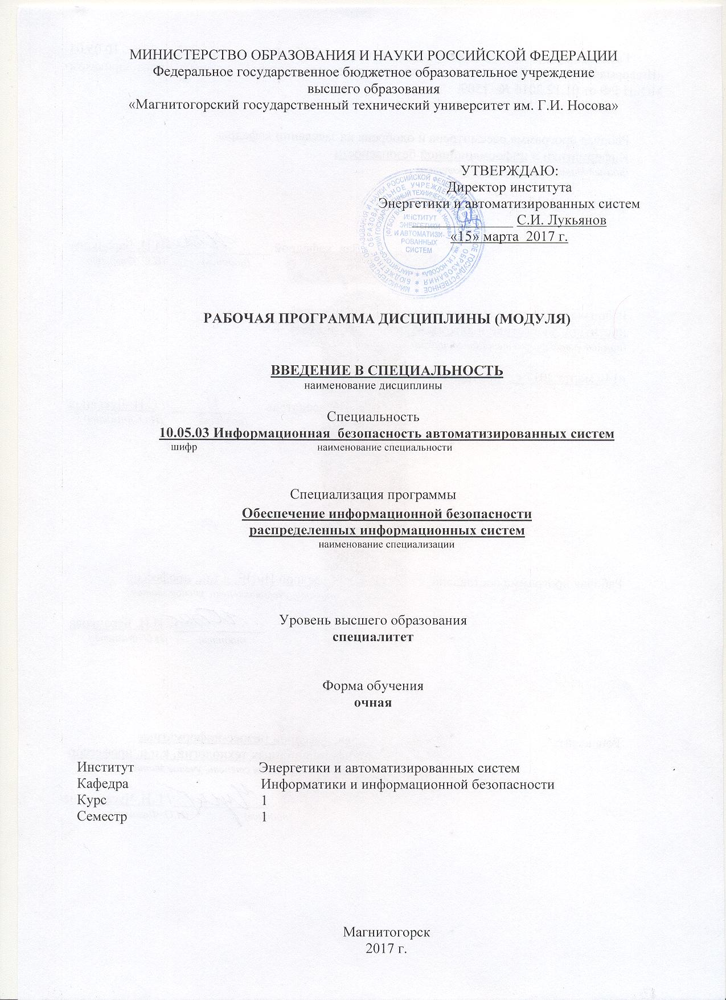 МИНИСТЕРСТВО ОБРАЗОВАНИЯ И НАУКИ РОССИЙСКОЙ ФЕДЕРАЦИИ
Федеральное государственное бюджетное образовательное учреждение
высшего образования
«Магнитогорский государственный технический университет им. Г.И. Носова»
УТВЕРЖДАЮ:
Директор института
Энергетики и автоматизированных систем
С.И. Лукьянов
«15» марта 2017 г.
ИНСТИТУТ
ЭНЕРГЕТИКИ
И АВТОМАТИЗИ-
РОВАННЫХ
СИСТЕМ
РАБОЧАЯ ПРОГРАММА ДИСЦИПЛИНЫ (МОДУЛЯ)
ВВЕДЕНИЕ В СПЕЦИАЛЬНОСТЬ
наименование дисциплины
Специальность
10.05.03 Информационная безопасность автоматизированных систем
шифр наименование специальности
Специализация программы
Обеспечение информационной безопасности
распределенных информационных систем
наименование специализации
Уровень высшего образования
специалитет
Форма обучения
очная
Институт Энергетики и автоматизированных систем
Кафедра Информатики и информационной безопасности
Курс 1
Семестр 1
Магнитогорск
2017 г.